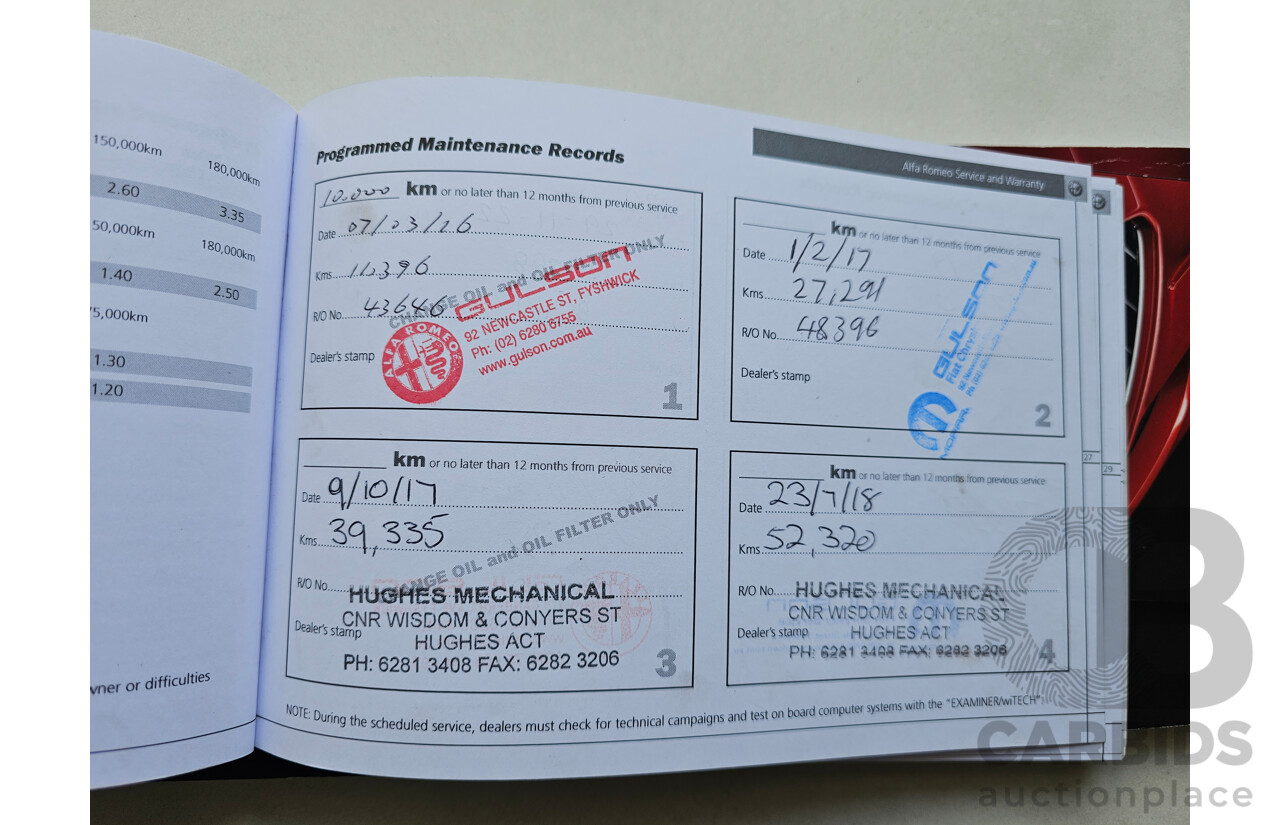 150,000km
180,000km
2.60
3.35
50,000km
180,000km
1.40
2.50
5,000km
1.30
1.20
wner or difficulties
Programmed Maintenance Records
Alfa Romeo Service and Warranty
10.000 km or no later than 12 months from previous service
Date 07/03/16
Kms 11,396
R/O No. 43646
Dealer's stamp
CHANGE OIL and OIL FILTER ONLY
GULSON
92 NEWCASTLE ST, FYSHWICK
Ph: (02) 6280 6755
www.gulson.com.au
ALFA ROMEO
1
km or no later than 12 months from previous service
Date 1/2/17
Kms 27,291
R/O No. 48396
Dealer's stamp
GULSON
MOPAR
2
km or no later than 12 months from previous service
Date 9/10/17
Kms 39,335
R/O No.
Dealer's stamp
CHANGE OIL and OIL FILTER ONLY
HUGHES MECHANICAL
CNR WISDOM & CONYERS ST
HUGHES ACT
PH: 6281 3408 FAX: 6282 3206
3
km or no later than 12 months from previous service
Date 23/7/18
Kms 52,320
R/O No.
Dealer's stamp
HUGHES MECHANICAL
CNR WISDOM & CONYERS ST
HUGHES ACT
PH: 6281 3408 FAX: 6282 3206
4
27
29
NOTE: During the scheduled service, dealers must check for technical campaigns and test on board computer systems with the "EXAMINER/wiTECH"
CARBIDS
auctionplace